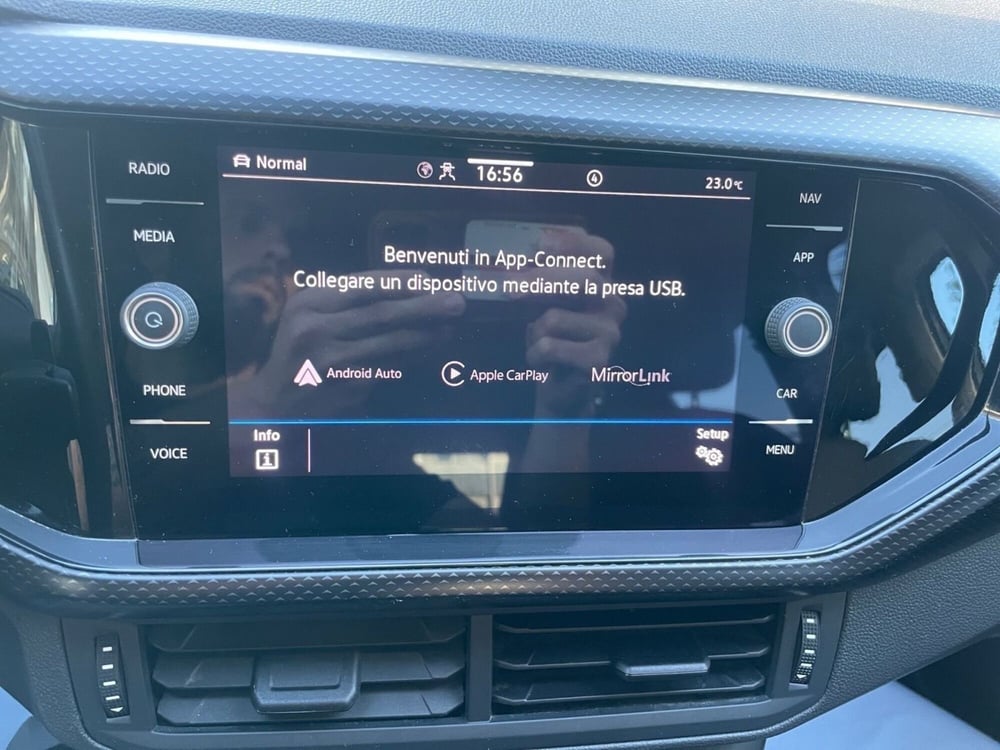 RADIO
MEDIA
PHONE
VOICE
Normal
16:56
4
23.0°C
Benvenuti in App-Connect.
Collegare un dispositivo mediante la presa USB.
Android Auto
Apple CarPlay
MirrorLink
Info
i
Setup
NAV
APP
CAR
MENU